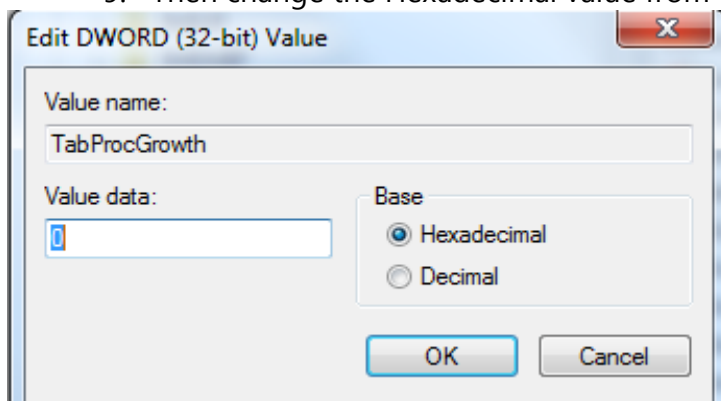 Then change the Hexadecimal value from
Edit DWORD (32-bit) Value
Value name:
TabProcGrowth
Value data:
0
Base
Hexadecimal
Decimal
OK
Cancel